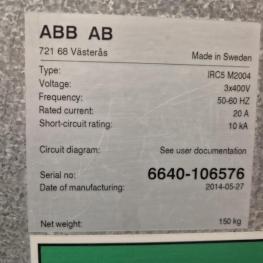 ABB AB
721 68 Västerås Made in Sweden
Type: IRC5 M2004
Voltage: 3x400V
Frequency: 50-60 HZ
Rated current: 20 A
Short-circuit rating: 10 kA
Circuit diagram: See user documentation
Serial no: 6640-106576
Date of manufacturing: 2014-05-27
Net weight: 150 kg